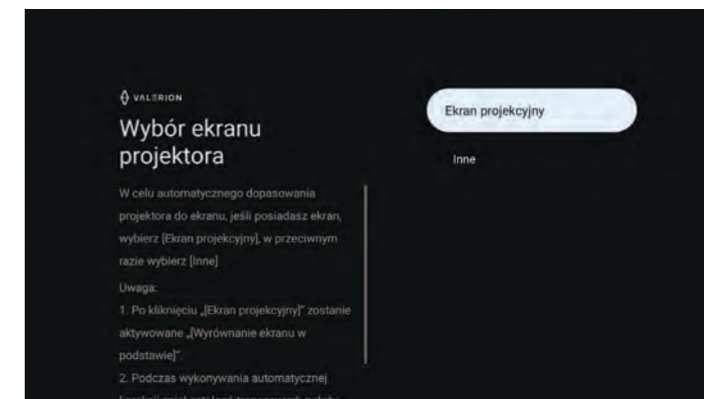 VALERION
Wybór ekranu
projektora
W celu automatycznego dopasowania
projektora do ekranu, jeśli posiadasz ekran,
wybierz [Ekran projekcyjny], w przeciwnym
razie wybierz [Inne]
Uwaga:
1. Po kliknięciu „[Ekran projekcyjny]” zostanie
aktywowane „[Wyrównanie ekranu w
podstawie]”.
2. Podczas wykonywania automatycznej
Ekran projekcyjny
Inne